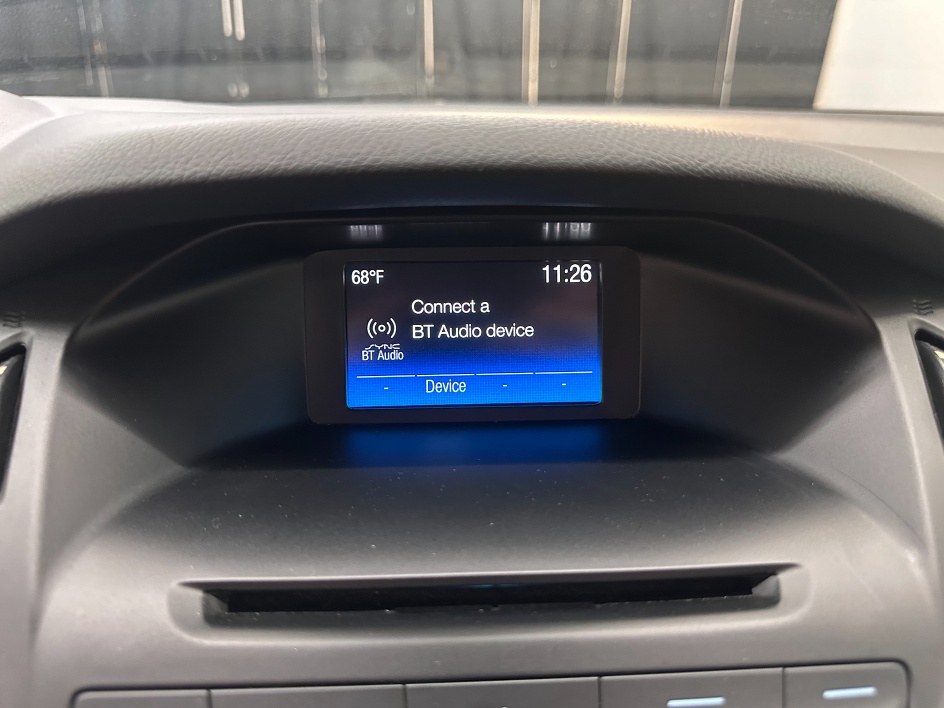 68°F 11:26
Connect a
BT Audio device
((o))
SYNC
BT Audio
- Device - -